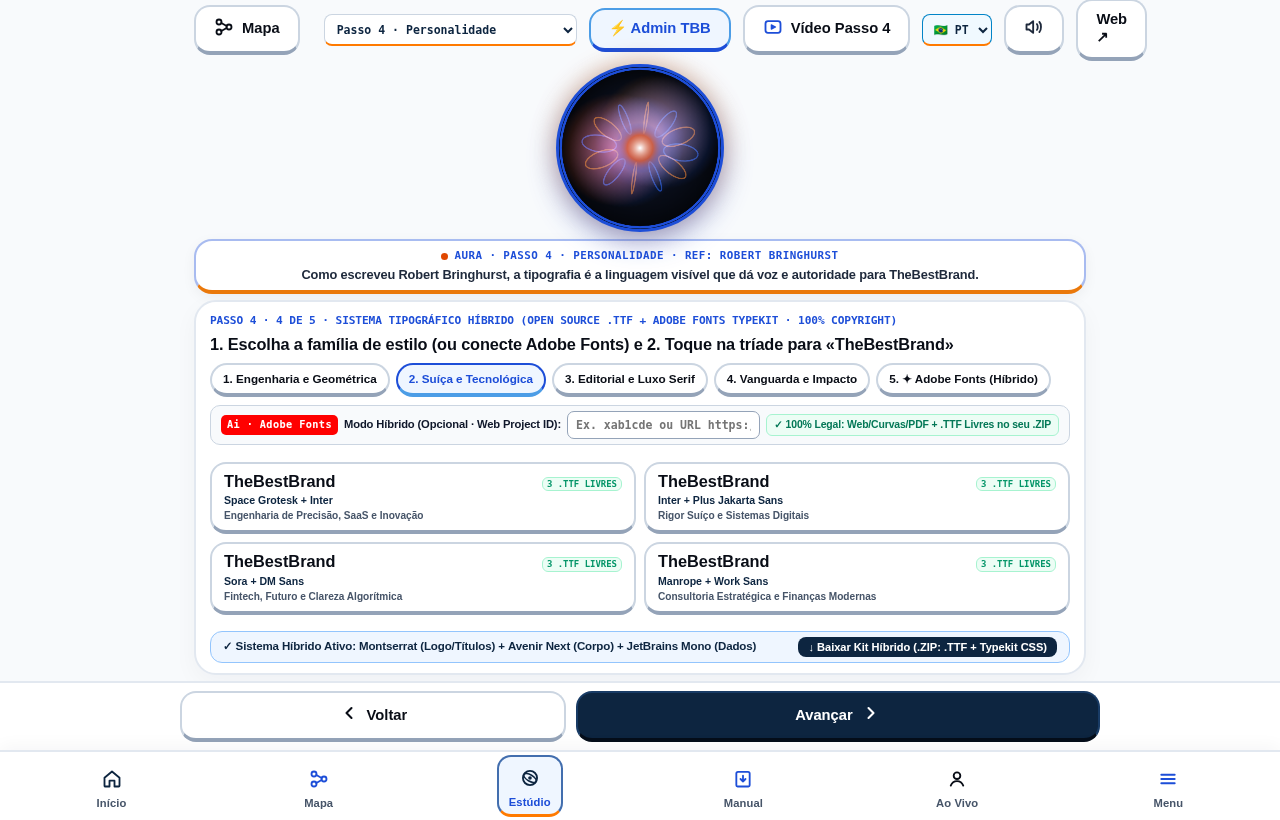 Mapa
Passo 4 · Personalidade
⚡ Admin TBB
Vídeo Passo 4
🇧🇷 PT
Web ↗
AURA · PASSO 4 · PERSONALIDADE · REF: ROBERT BRINGHURST
Como escreveu Robert Bringhurst, a tipografia é a linguagem visível que dá voz e autoridade para TheBestBrand.
PASSO 4 · 4 DE 5 · SISTEMA TIPOGRÁFICO HÍBRIDO (OPEN SOURCE .TTF + ADOBE FONTS TYPEKIT · 100% COPYRIGHT)
1. Escolha a família de estilo (ou conecte Adobe Fonts) e 2. Toque na tríade para «TheBestBrand»
1. Engenharia e Geométrica
2. Suíça e Tecnológica
3. Editorial e Luxo Serif
4. Vanguarda e Impacto
5. ✦ Adobe Fonts (Híbrido)
Ai · Adobe Fonts
Modo Híbrido (Opcional · Web Project ID):
Ex. xab1cde ou URL https:
✓ 100% Legal: Web/Curvas/PDF + .TTF Livres no seu .ZIP
TheBestBrand
3 .TTF LIVRES
Space Grotesk + Inter
Engenharia de Precisão, SaaS e Inovação
TheBestBrand
3 .TTF LIVRES
Inter + Plus Jakarta Sans
Rigor Suíço e Sistemas Digitais
TheBestBrand
3 .TTF LIVRES
Sora + DM Sans
Fintech, Futuro e Clareza Algorítmica
TheBestBrand
3 .TTF LIVRES
Manrope + Work Sans
Consultoria Estratégica e Finanças Modernas
✓ Sistema Híbrido Ativo: Montserrat (Logo/Títulos) + Avenir Next (Corpo) + JetBrains Mono (Dados)
↓ Baixar Kit Híbrido (.ZIP: .TTF + Typekit CSS)
Voltar
Avançar
Início
Mapa
Estúdio
Manual
Ao Vivo
Menu